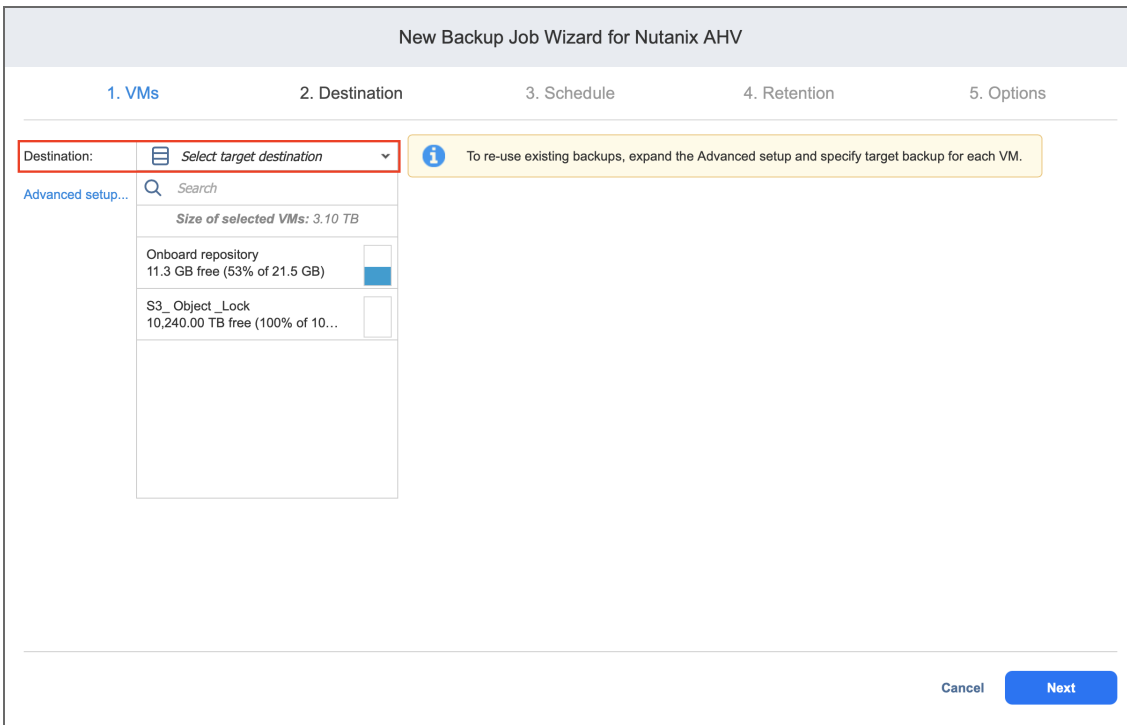 New Backup Job Wizard for Nutanix AHV
1. VMs
2. Destination
3. Schedule
4. Retention
5. Options
Destination:
Select target destination
To re-use existing backups, expand the Advanced setup and specify target backup for each VM.
Advanced setup...
Search
Size of selected VMs: 3.10 TB
Onboard repository
11.3 GB free (53% of 21.5 GB)
S3_ Object _Lock
10,240.00 TB free (100% of 10...
Cancel
Next